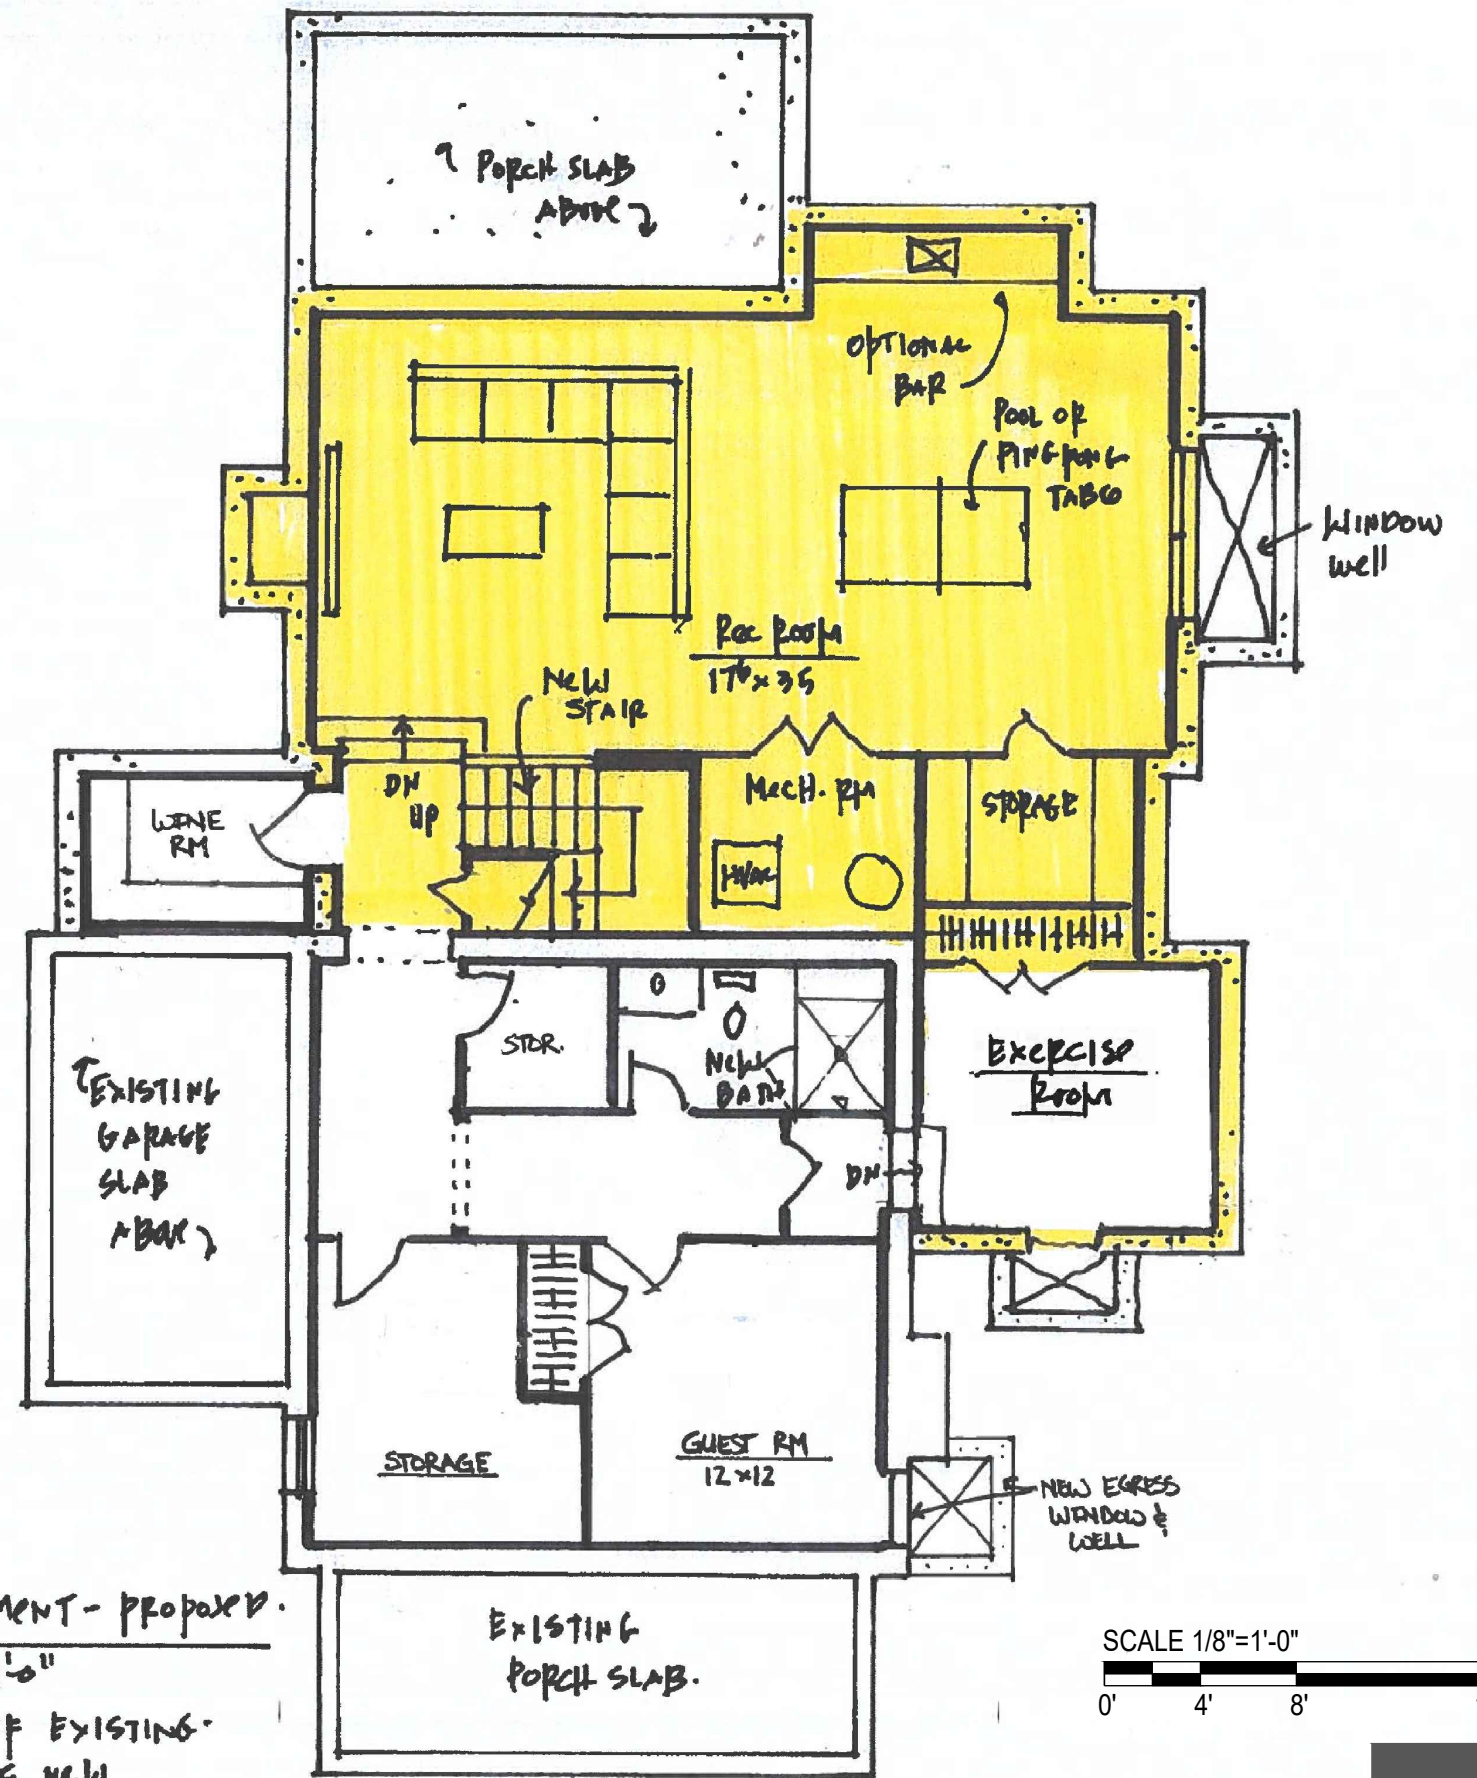 PORCH SLAB
ABOVE
OPTIONAL
BAR
POOL OR
PING PONG
TABLE
WINDOW
WELL
REC ROOM
17⁶ x 35
NEW
STAIR
DN
UP
WINE
RM
MECH. RM
HVAC
STORAGE
EXISTING
GARAGE
SLAB
ABOVE
STOR.
NEW
BATH
EXERCISE
ROOM
DN
STORAGE
GUEST RM
12 x 12
NEW EGRESS
WINDOW &
WELL
MENT - PROPOSED.
'-0"
F EXISTING.
NEW
EXISTING
PORCH SLAB.
SCALE 1/8"=1'-0"
0' 4' 8'